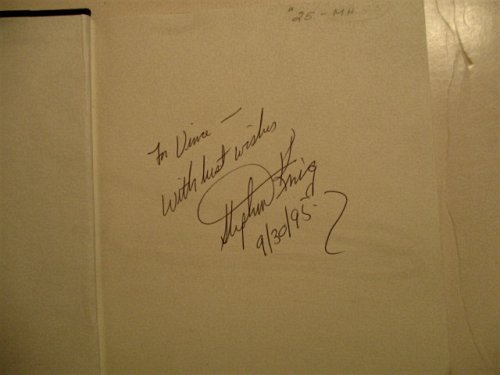 "25 - MH
For Vince —
With best wishes
Stephen King
9/30/95